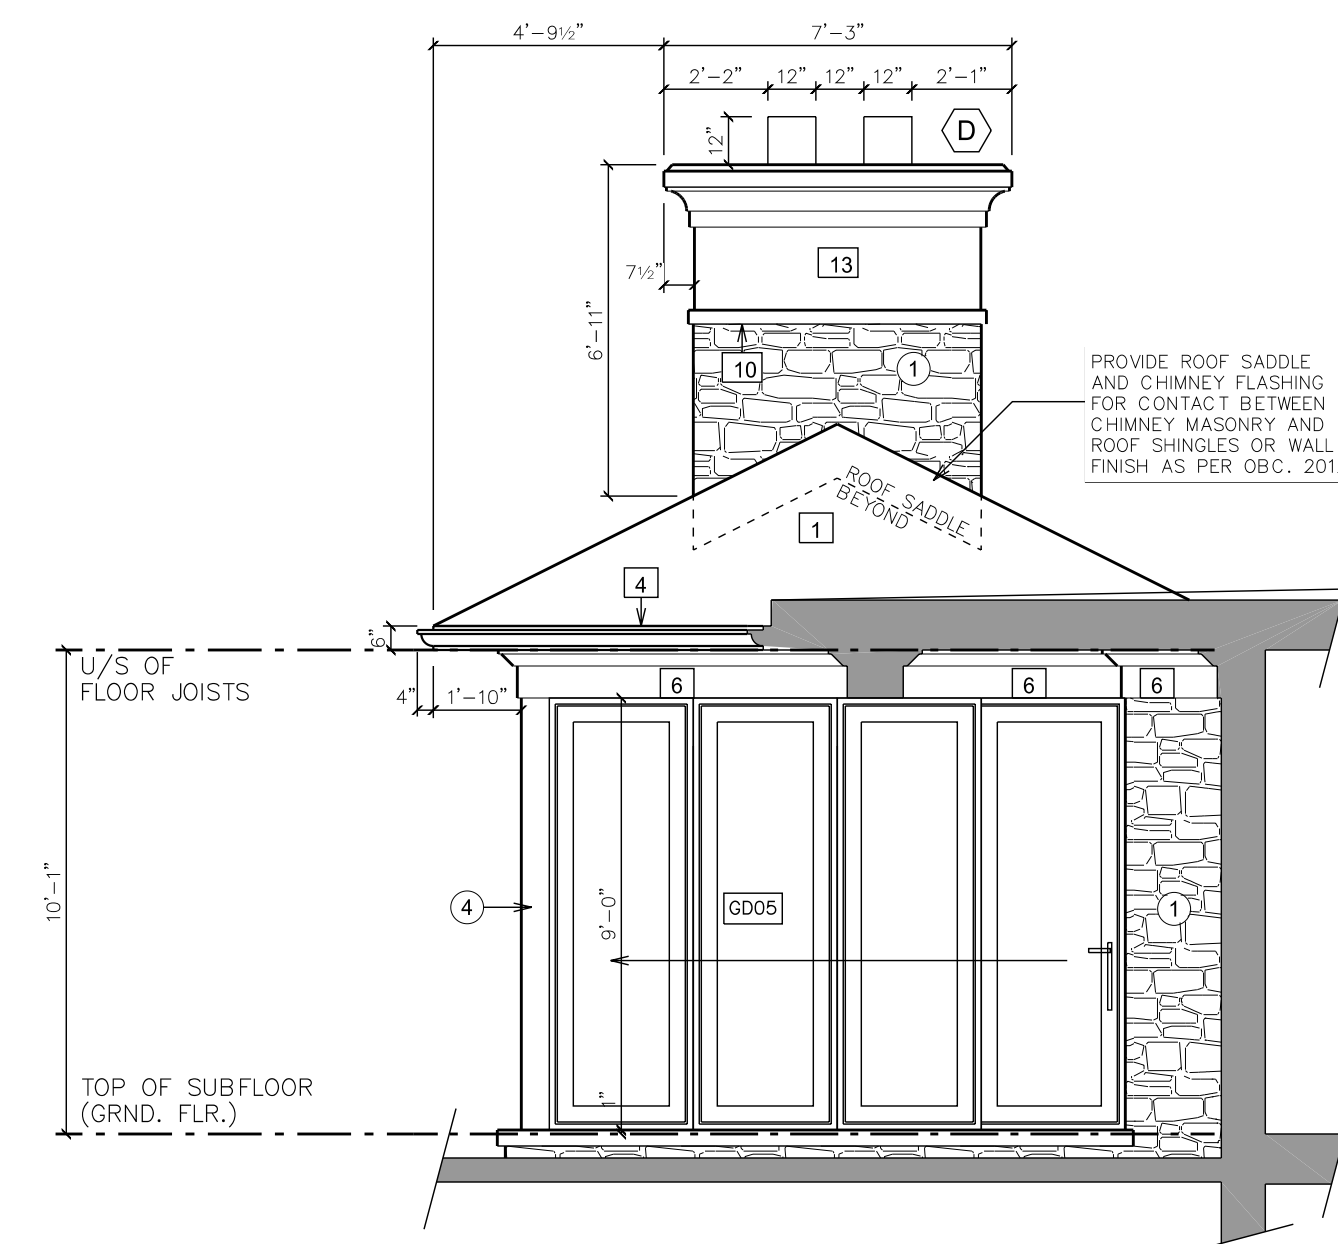 4'-9½" 7'-3"
2'-2" 12" 12" 12" 2'-1"
12"
D
13
7½"
6'-11"
10
1
PROVIDE ROOF SADDLE
AND CHIMNEY FLASHING
FOR CONTACT BETWEEN
CHIMNEY MASONRY AND
ROOF SHINGLES OR WALL
FINISH AS PER OBC. 201
ROOF SADDLE
BEYOND
1
4
6"
U/S OF
FLOOR JOISTS
4" 1'-10"
6 6 6
10'-1"
4
9'-0"
GD05
1
1"
TOP OF SUBFLOOR
(GRND. FLR.)